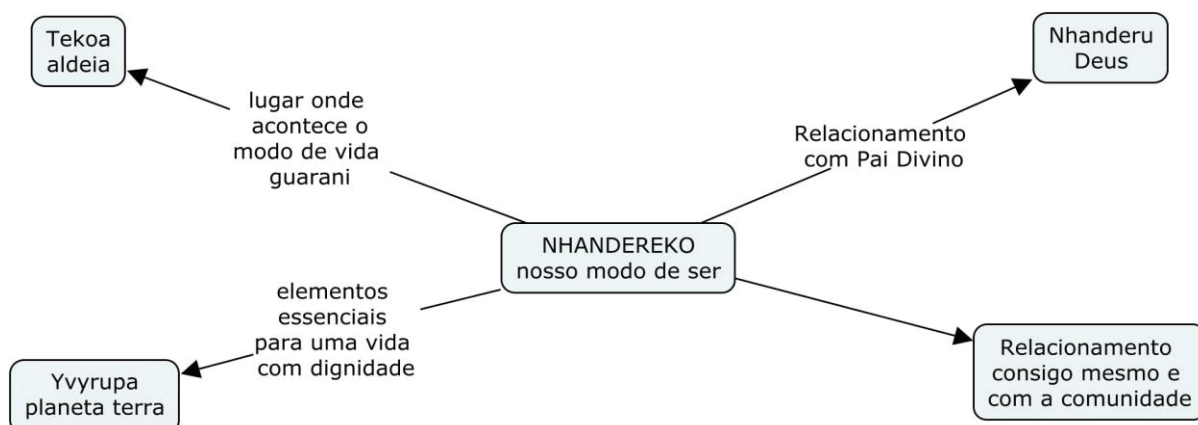 Tekoa
aldeia
Nhanderu
Deus
lugar onde
acontece o
modo de vida
guarani
Relacionamento
com Pai Divino
NHANDEREKO
nosso modo de ser
elementos
essenciais
para uma vida
com dignidade
Yvyrupa
planeta terra
Relacionamento
consigo mesmo e
com a comunidade